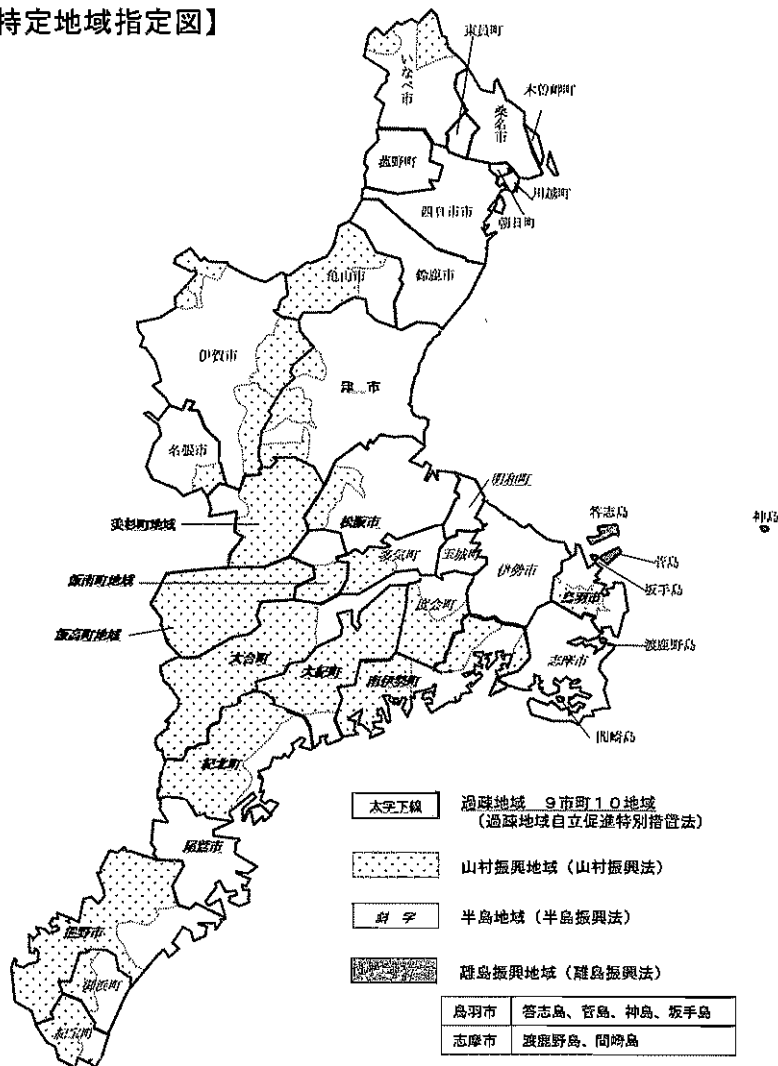 特定地域指定図】
東員町
いなべ市
木曽岬町
桑名市
菰野町
川越町
四日市市
朝日町
亀山市
鈴鹿市
伊賀市
津市
名張市
明和町
美杉町地域
松阪市
答志島
神島
多気町
玉城町
伊勢市
菅島
飯南町地域
鳥羽市
坂手島
度会町
飯高町地域
渡鹿野島
大台町
志摩市
大紀町
南伊勢町
間崎島
紀北町
太字下線 過疎地域 9市町10地域
(過疎地域自立促進特別措置法)
尾鷲市
山村振興地域(山村振興法)
斜字 半島地域(半島振興法)
熊野市
御浜町
離島振興地域(離島振興法)
紀宝町
鳥羽市 答志島、菅島、神島、坂手島
志摩市 渡鹿野島、間崎島